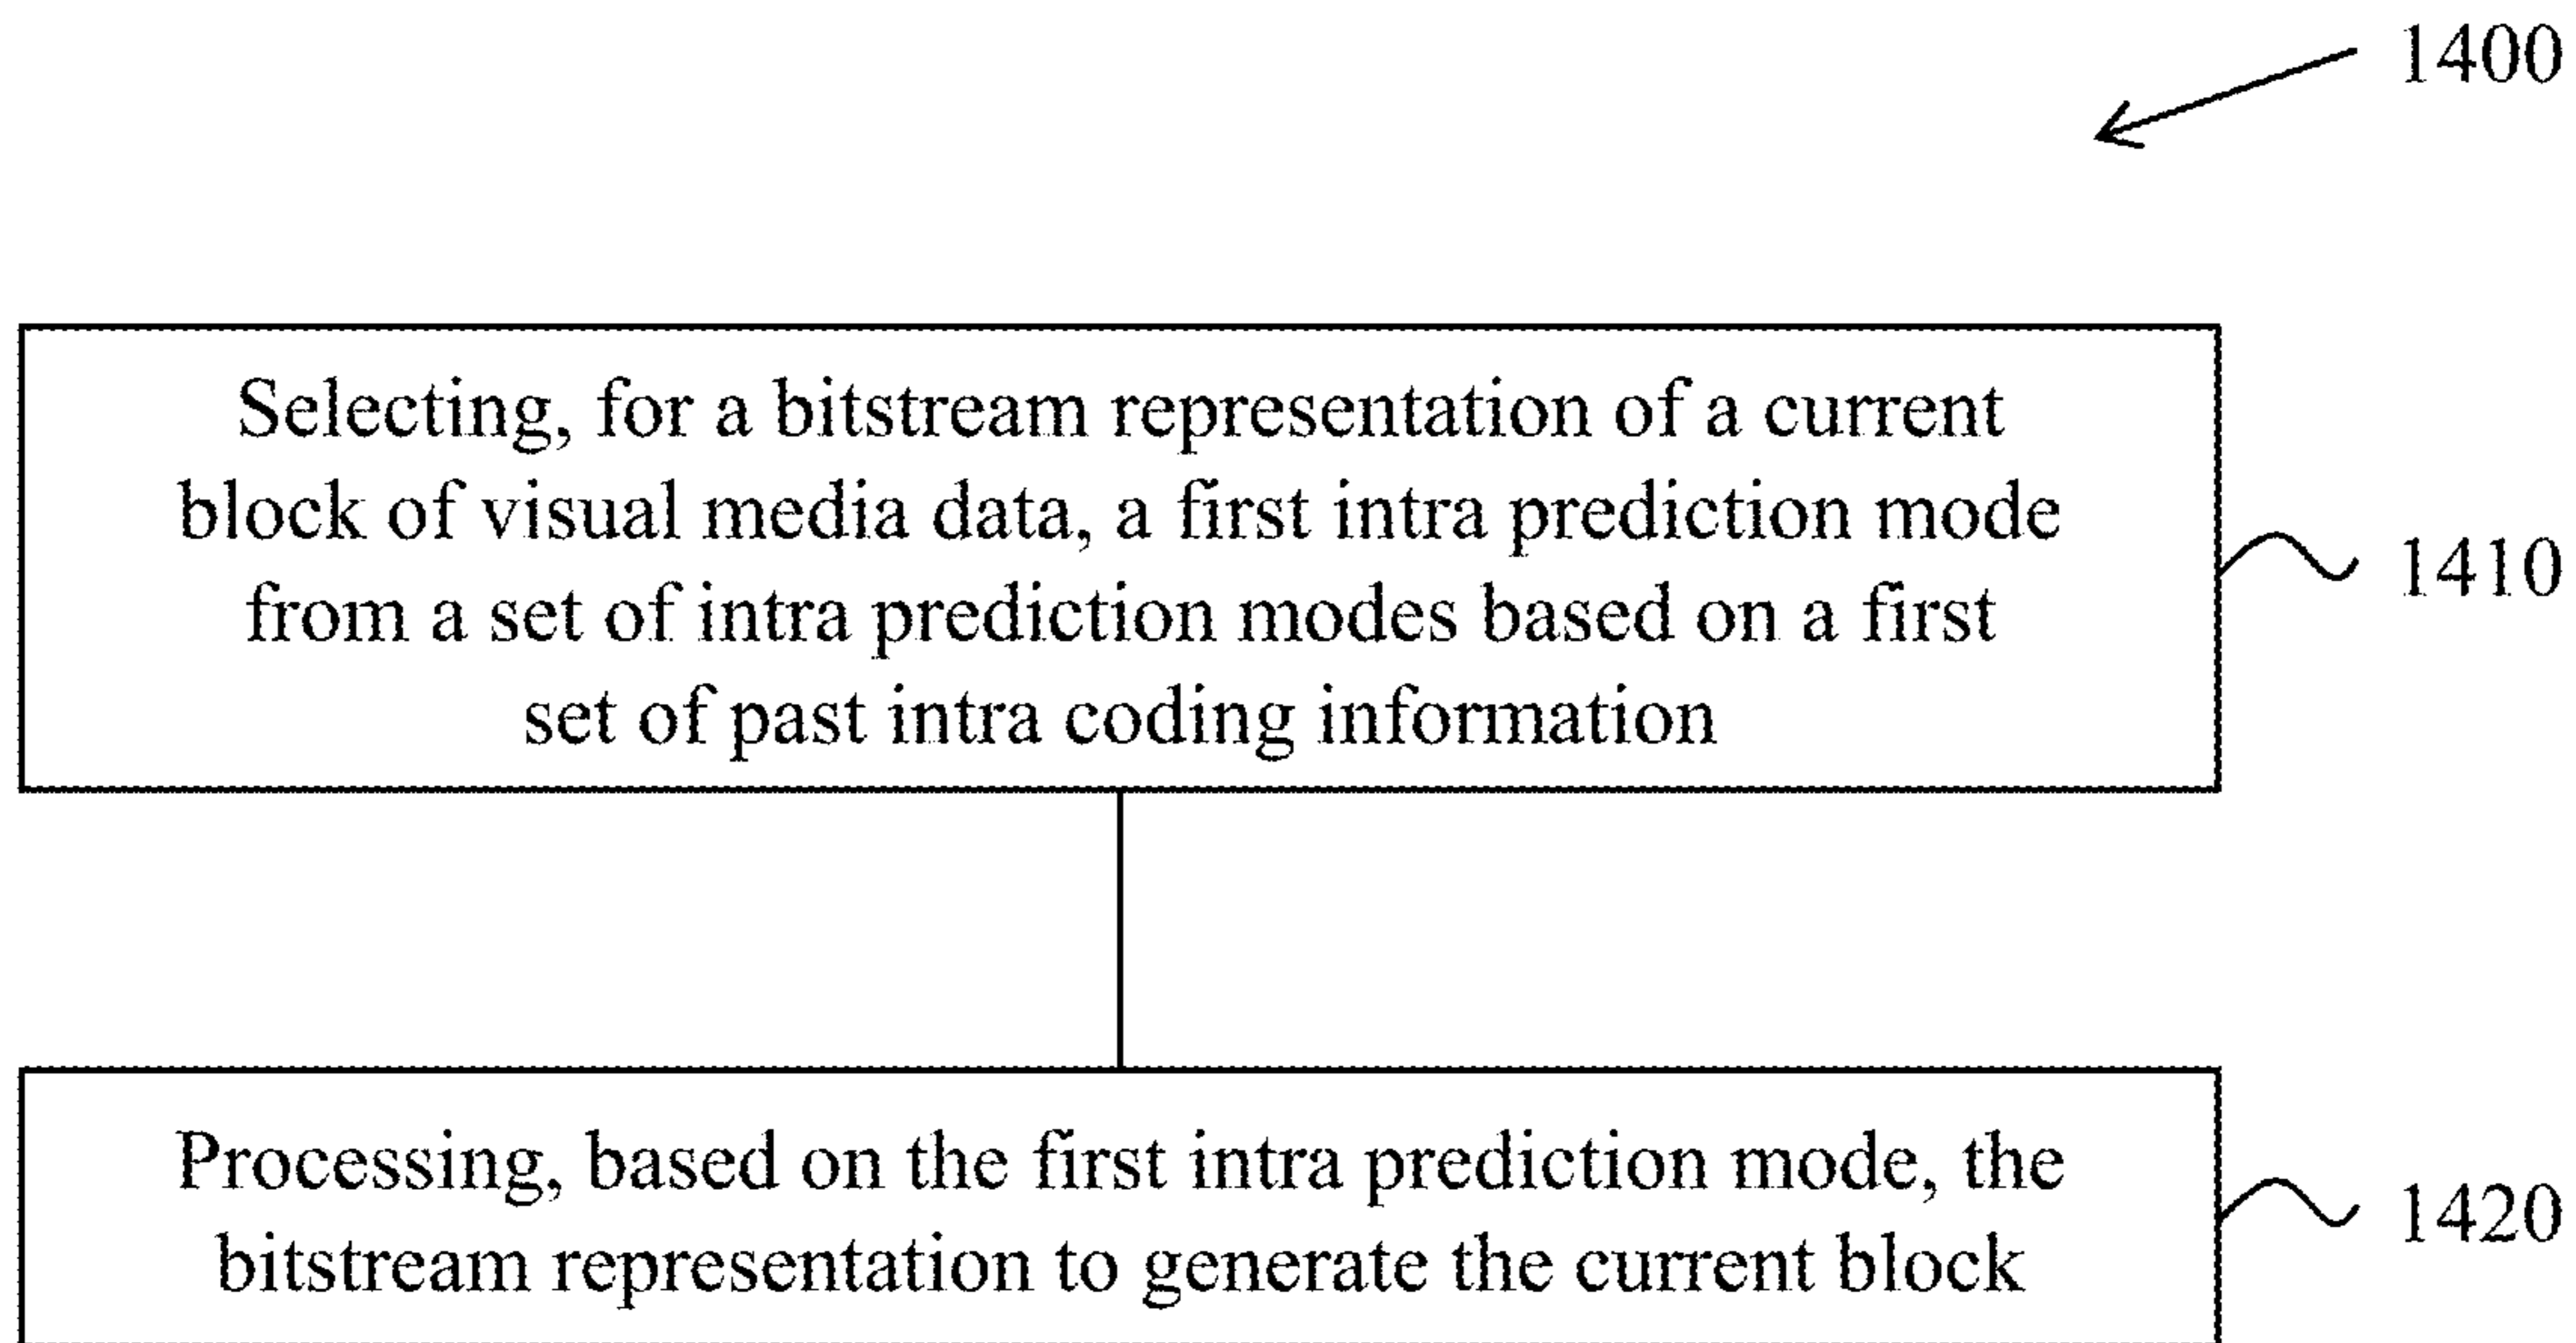 1400
Selecting, for a bitstream representation of a current
block of visual media data, a first intra prediction mode
from a set of intra prediction modes based on a first
set of past intra coding information
1410
Processing, based on the first intra prediction mode, the
bitstream representation to generate the current block
1420